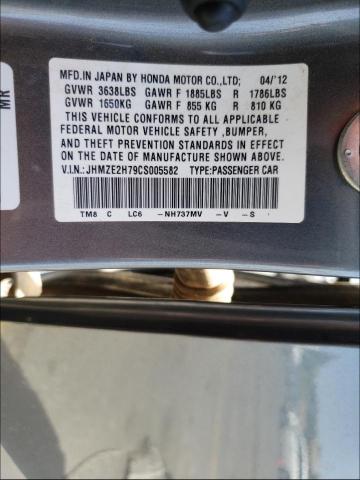 MFD.IN JAPAN BY HONDA MOTOR CO.,LTD; 04/'12
GVWR 3638LBS GAWR F 1885LBS R 1786LBS
GVWR 1650KG GAWR F 855 KG R 810 KG
THIS VEHICLE CONFORMS TO ALL APPLICABLE
FEDERAL MOTOR VEHICLE SAFETY ,BUMPER,
AND THEFT PREVENTION STANDARDS IN EFFECT
ON THE DATE OF MANUFACTURE SHOWN ABOVE.
V.I.N.:JHMZE2H79CS005582 TYPE:PASSENGER CAR
TM8 C LC6 -NH737MV -V -S
MR